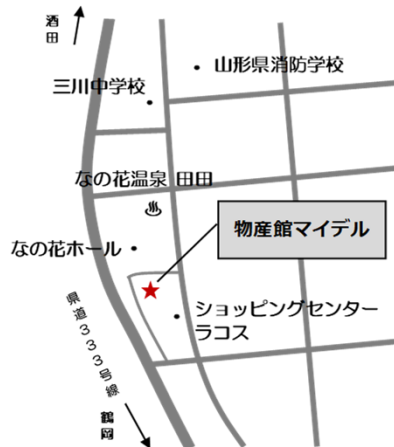 酒田
山形県消防学校
三川中学校
なの花温泉 田田
物産館マイデル
なの花ホール
ショッピングセンター
ラコス
県道333号線
鶴岡